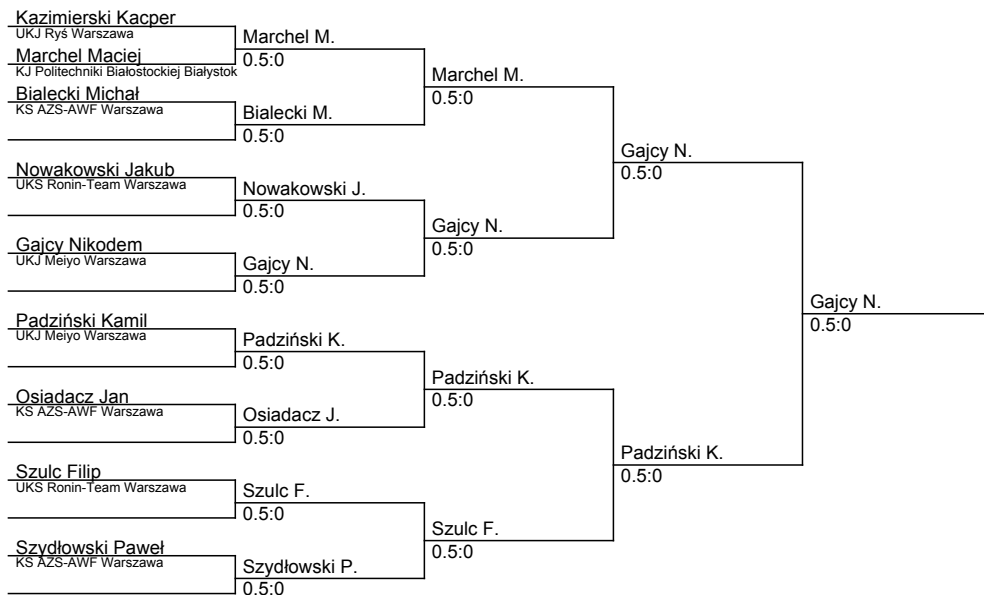 Kazimierski Kacper
UKJ Ryś Warszawa
Marchel Maciej
KJ Politechniki Białostockiej Białystok
Bialecki Michał
KS AZS-AWF Warszawa
Nowakowski Jakub
UKS Ronin-Team Warszawa
Gajcy Nikodem
UKJ Meiyo Warszawa
Padziński Kamil
UKJ Meiyo Warszawa
Osiadacz Jan
KS AZS-AWF Warszawa
Szulc Filip
UKS Ronin-Team Warszawa
Szydłowski Paweł
KS AZS-AWF Warszawa
Marchel M.
0.5:0
Bialecki M.
0.5:0
Nowakowski J.
0.5:0
Gajcy N.
0.5:0
Padziński K.
0.5:0
Osiadacz J.
0.5:0
Szulc F.
0.5:0
Szydłowski P.
0.5:0
Marchel M.
0.5:0
Gajcy N.
0.5:0
Padziński K.
0.5:0
Szulc F.
0.5:0
Gajcy N.
0.5:0
Padziński K.
0.5:0
Gajcy N.
0.5:0